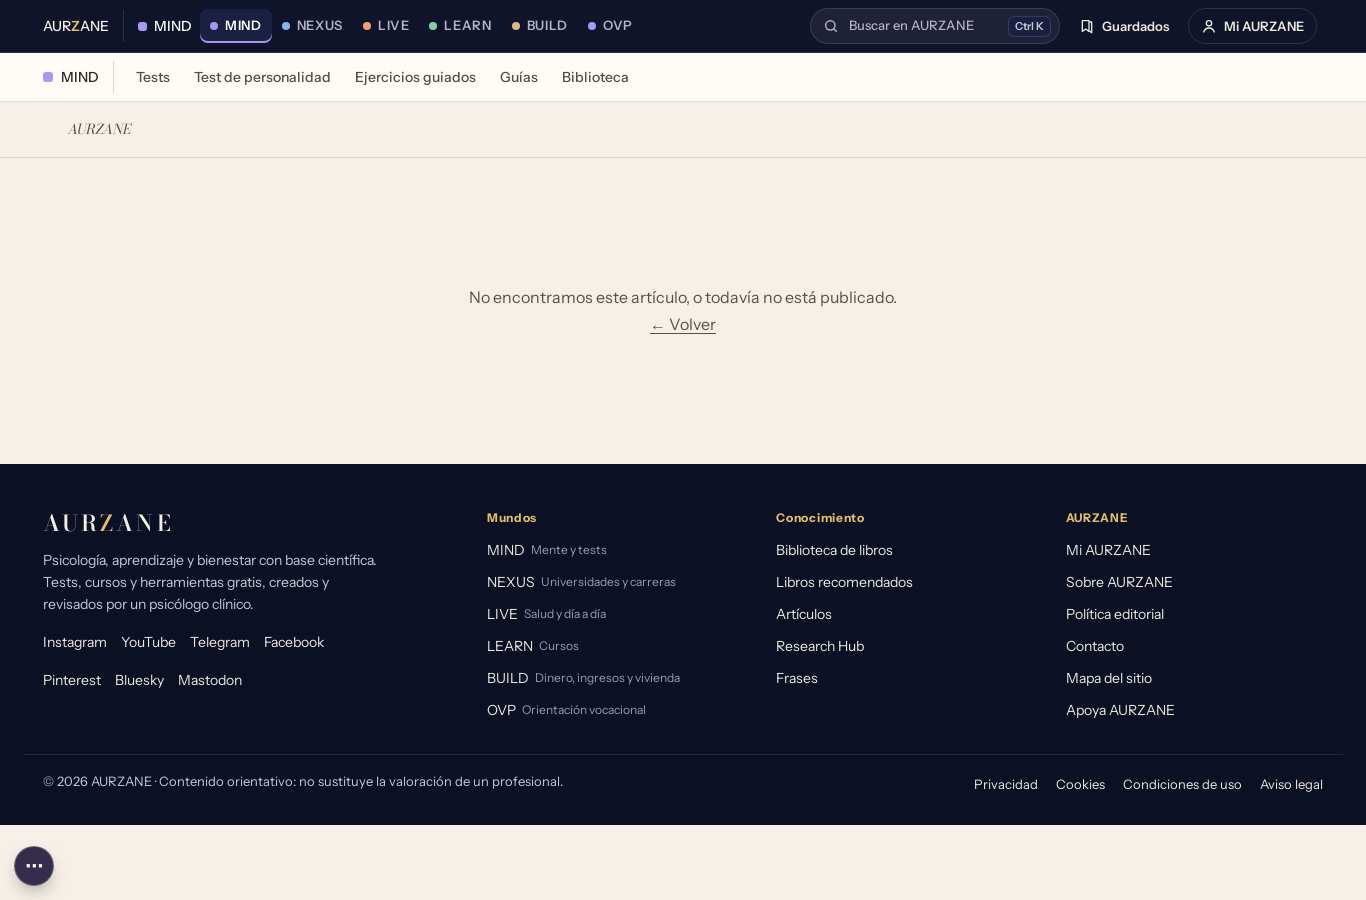 AURZANE MIND MIND NEXUS LIVE LEARN BUILD OVP Buscar en AURZANE Ctrl K Guardados Mi AURZANE
MIND Tests Test de personalidad Ejercicios guiados Guías Biblioteca
AURZANE
No encontramos este artículo, o todavía no está publicado.
← Volver
AURZANE
Psicología, aprendizaje y bienestar con base científica.
Tests, cursos y herramientas gratis, creados y
revisados por un psicólogo clínico.
Instagram YouTube Telegram Facebook
Pinterest Bluesky Mastodon
Mundos
MIND Mente y tests
NEXUS Universidades y carreras
LIVE Salud y día a día
LEARN Cursos
BUILD Dinero, ingresos y vivienda
OVP Orientación vocacional
Conocimiento
Biblioteca de libros
Libros recomendados
Artículos
Research Hub
Frases
AURZANE
Mi AURZANE
Sobre AURZANE
Política editorial
Contacto
Mapa del sitio
Apoya AURZANE
© 2026 AURZANE · Contenido orientativo: no sustituye la valoración de un profesional.
Privacidad Cookies Condiciones de uso Aviso legal